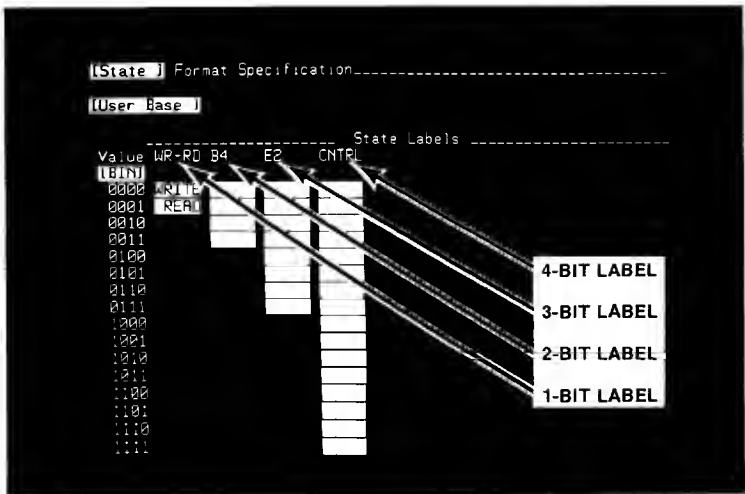 [State ] Format Specification
[User Base ]
State Labels
Value WR-RD B4 E2 CNTRL
[BIN]
0000 WRITE
0001 READ
0010
0011
0100
0101
0110
0111
1000
1001
1010
1011
1100
1101
1110
1111
4-BIT LABEL
3-BIT LABEL
2-BIT LABEL
1-BIT LABEL